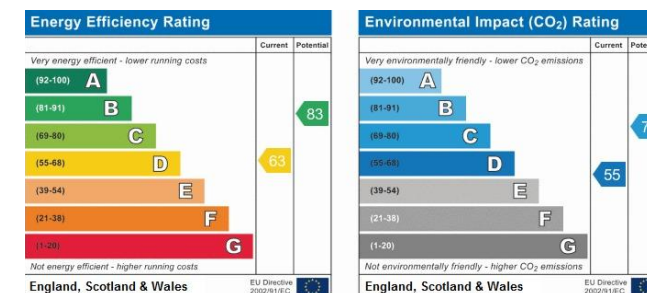 Energy Efficiency Rating
Current Potential
Very energy efficient - lower running costs
(92-100) A
(81-91) B
83
(69-80) C
(55-68) D
63
(39-54) E
(21-38) F
(1-20) G
Not energy efficient - higher running costs
England, Scotland & Wales
EU Directive
2002/91/EC
Environmental Impact (CO2) Rating
Current
Very environmentally friendly - lower CO2 emissions
(92-100) A
(81-91) B
(69-80) C
(55-68) D
55
(39-54) E
(21-38) F
(1-20) G
Not environmentally friendly - higher CO2 emissions
England, Scotland & Wales
EU Directive
2002/91/EC